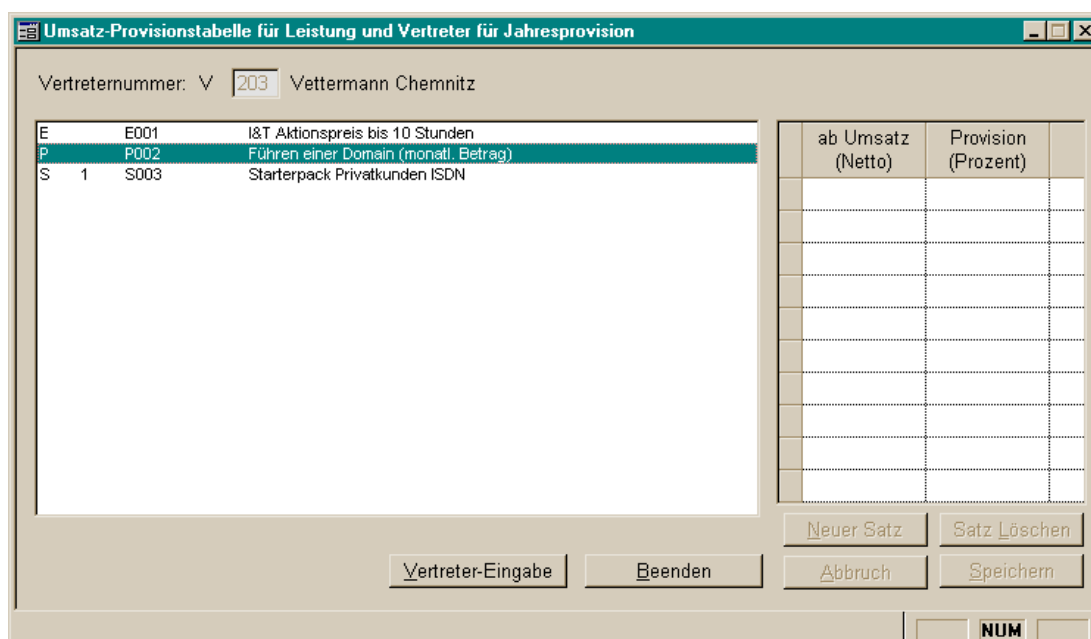 Umsatz-Provisionstabelle für Leistung und Vertreter für Jahresprovision
Vertreternummer: V 203 Vettermann Chemnitz
E E001 I&T Aktionspreis bis 10 Stunden
P P002 Führen einer Domain (monatl. Betrag)
S 1 S003 Starterpack Privatkunden ISDN
ab Umsatz (Netto)
Provision (Prozent)
Neuer Satz
Satz Löschen
Vertreter-Eingabe
Beenden
Abbruch
Speichern
NUM